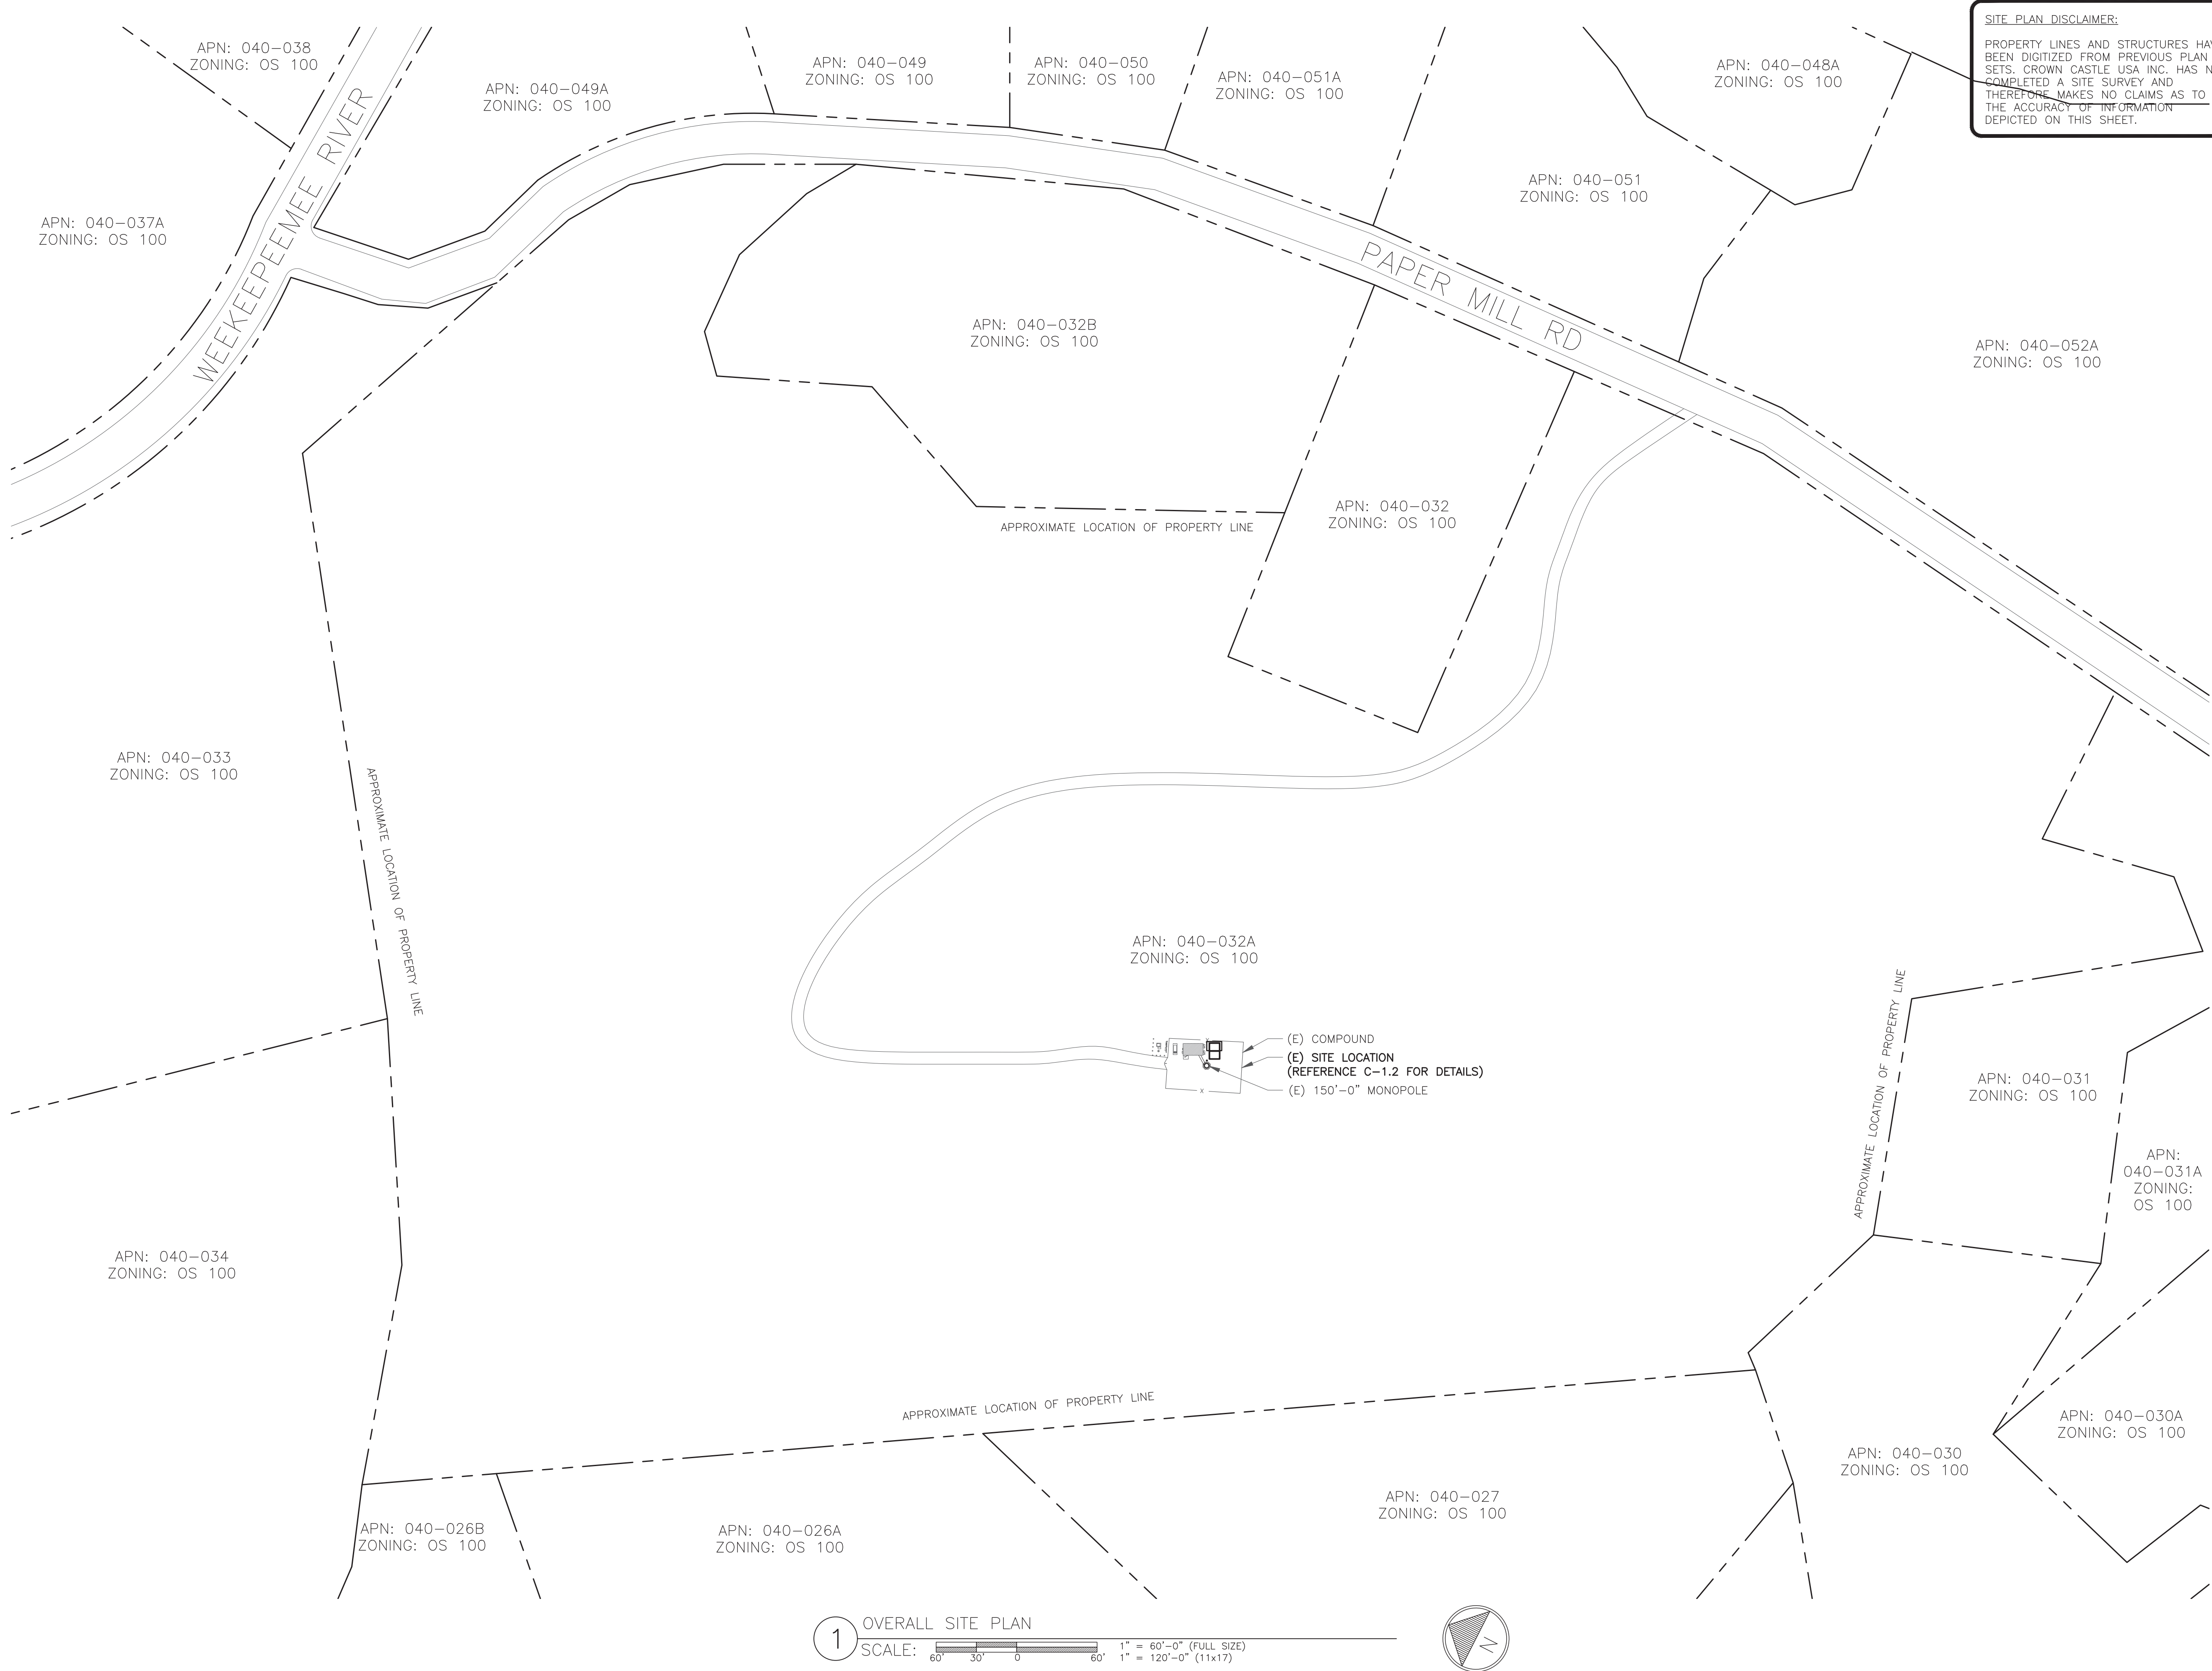 SITE PLAN DISCLAIMER:
PROPERTY LINES AND STRUCTURES
BEEN DIGITIZED FROM PREVIOUS PLAN
SETS. CROWN CASTLE USA INC. HAS
COMPLETED A SITE SURVEY AND
THEREFORE MAKES NO CLAIMS AS TO
THE ACCURACY OF INFORMATION
DEPICTED ON THIS SHEET.
APN: 040-038
ZONING: OS 100
APN: 040-049A
ZONING: OS 100
APN: 040-049
ZONING: OS 100
APN: 040-050
ZONING: OS 100
APN: 040-051A
ZONING: OS 100
APN: 040-048A
ZONING: OS 100
APN: 040-037A
ZONING: OS 100
WEEKEEPEEMEE RIVER
APN: 040-051
ZONING: OS 100
PAPER MILL RD
APN: 040-032B
ZONING: OS 100
APN: 040-052A
ZONING: OS 100
APN: 040-032
ZONING: OS 100
APPROXIMATE LOCATION OF PROPERTY LINE
APN: 040-033
ZONING: OS 100
APPROXIMATE LOCATION OF PROPERTY LINE
APN: 040-032A
ZONING: OS 100
(E) COMPOUND
(E) SITE LOCATION
(REFERENCE C-1.2 FOR DETAILS)
(E) 150'-0" MONOPOLE
X
APPROXIMATE LOCATION OF PROPERTY LINE
APN: 040-031
ZONING: OS 100
APN:
040-031A
ZONING:
OS 100
APN: 040-034
ZONING: OS 100
APPROXIMATE LOCATION OF PROPERTY LINE
APN: 040-030A
ZONING: OS 100
APN: 040-030
ZONING: OS 100
APN: 040-027
ZONING: OS 100
APN: 040-026B
ZONING: OS 100
APN: 040-026A
ZONING: OS 100
1
OVERALL SITE PLAN
SCALE:
60' 30' 0 60'
1" = 60'-0" (FULL SIZE)
1" = 120'-0" (11x17)
N